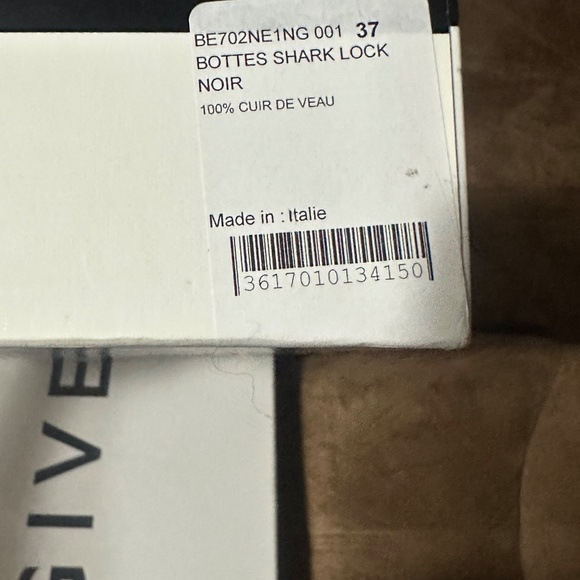 BE702NE1NG 001 37
BOTTES SHARK LOCK
NOIR
100% CUIR DE VEAU
Made in : Italie
3617010134150
GIVE